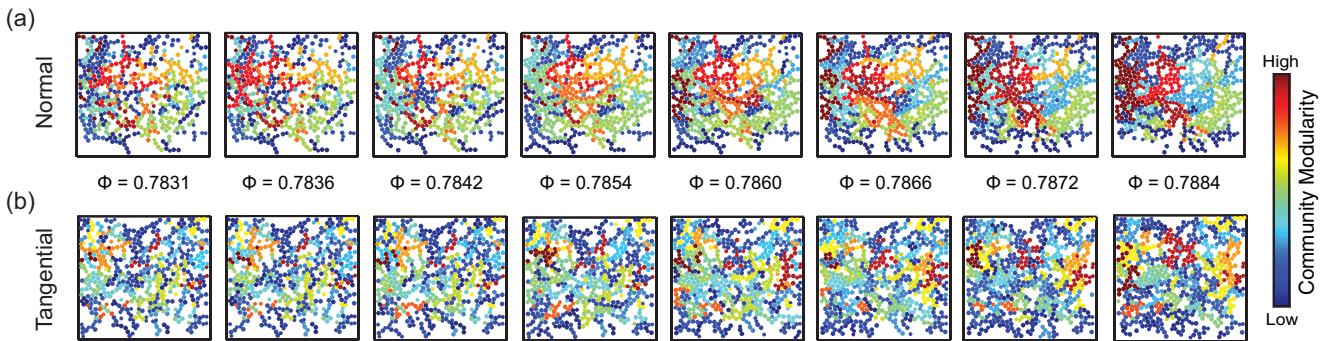 (a)
Normal
High
Community Modularity
Low
Φ = 0.7831
Φ = 0.7836
Φ = 0.7842
Φ = 0.7854
Φ = 0.7860
Φ = 0.7866
Φ = 0.7872
Φ = 0.7884
(b)
Tangential